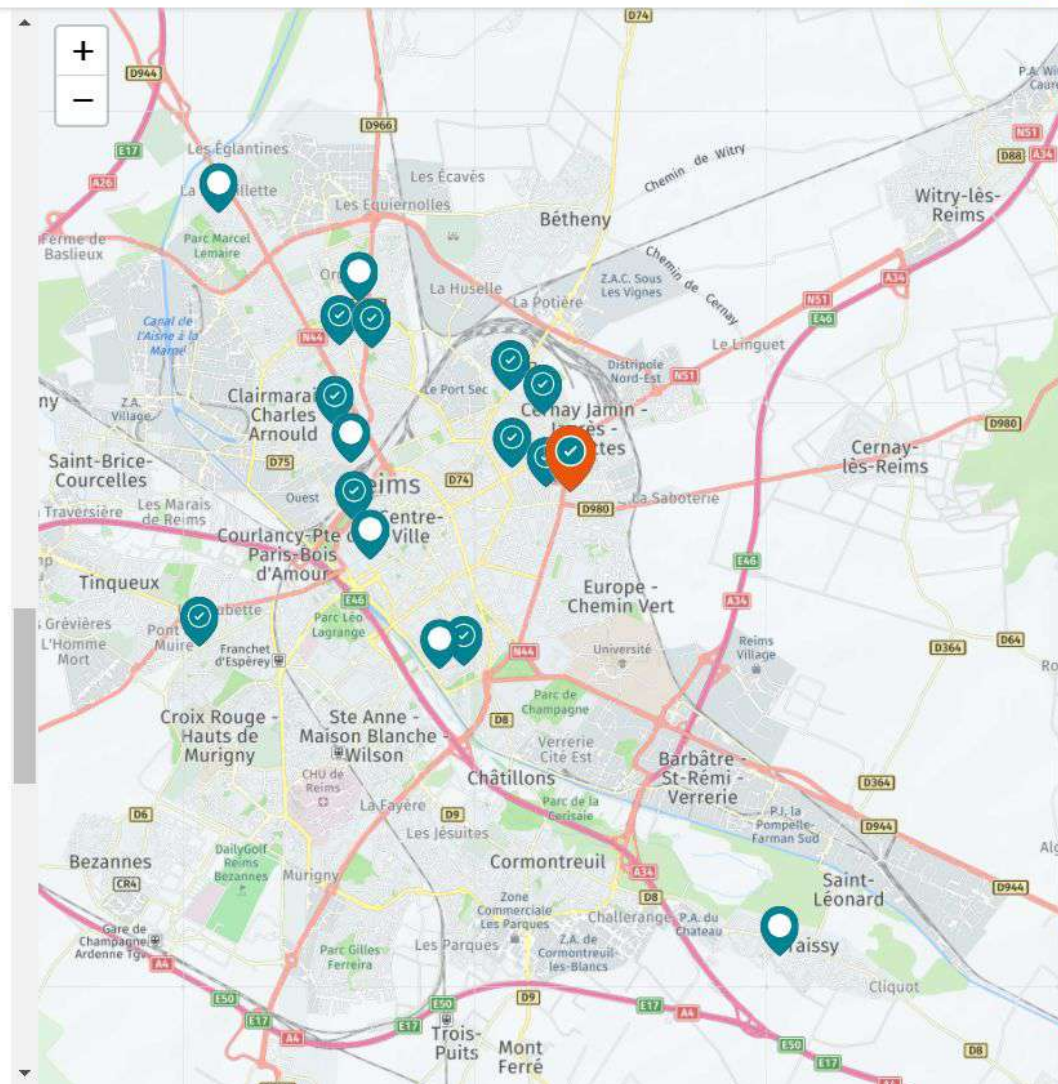 +
D74
D944
P.A. Wi
Caure
D966
N51
E17
Les Églantines
D88
A34
A26
Les Écavés
Chemin de Witry
Witry-lès-
Reims
Les Equiernolles
Bétheny
Ferme de
Baslieux
Parc Marcel
Lemaire
Chemin de Cernay
Z.A.C. Sous
Les Vignes
A34
La Huselle
La Potière
N51
E46
Canal de
l'Aisne à la
Marne
N44
Le Linguet
Distripole
Nord-Est
N51
Le Port Sec
Z.A.
Village
Charles
Arnould
Cernay Jamin -
D980
Cernay-
lès-Reims
Saint-Brice-
Courcelles
D75
Ouest
D74
La Saboterie
D980
Les Marais
de Reims
Centre-
Ville
Courlancy-Pte
Paris-Bois
d'Amour
E46
Tinqueux
E46
Europe -
Chemin Vert
A34
Parc Léo
Lagrange
Grévières
L'Homme
Mort
Pont
Muire
Franchet
d'Espérey
N44
Université
Reims
Village
D64
D364
Parc de
Champagne
Croix Rouge -
Hauts de
Murigny
Ste Anne -
Maison Blanche -
Wilson
D8
Verrerie
Cité Est
Barbâtre -
St-Rémi -
Verrerie
CHU de
Reims
Châtillons
D364
La Fayère
Parc de la
Cerisaie
D6
D9
Les Jésuites
P.I. la
Pompelle-
Farman Sud
D944
Bezannes
CR4
DailyGolf
Reims
Bezannes
Murigny
Cormontreuil
A34
D8
Saint-
Léonard
D944
Zone
Commerciale
Les Parques
Challerange
P.A. du
Chateau
Gare de
Champagne
Ardenne Tgv
A4
Parc Gilles
Ferreira
Les Parques
Z.A. de
Cormontreuil-
les-Blancs
Cliquot
E50
E17
A4
E17
E50
D9
E17
A4
Trois-
Puits
Mont
Ferré
E50
E17
D8